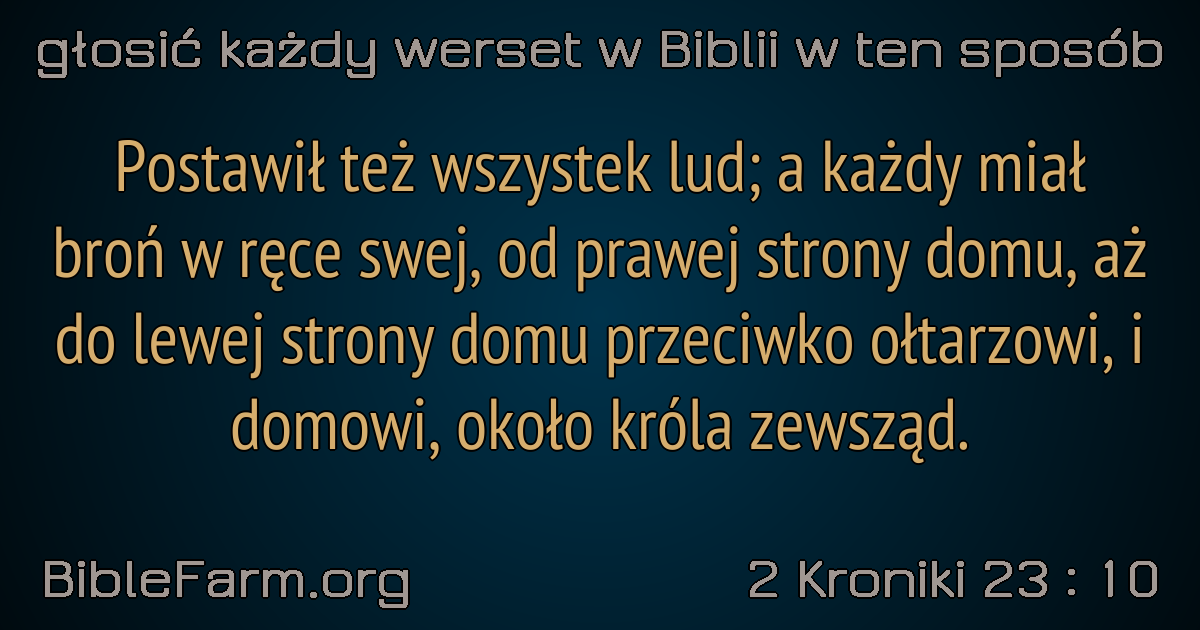 głosić każdy werset w Biblii w ten sposób
Postawił też wszystek lud; a każdy miał
broń w ręce swej, od prawej strony domu, aż
do lewej strony domu przeciwko ołtarzowi, i
domowi, około króla zewsząd.
BibleFarm.org
2 Kroniki 23 : 10